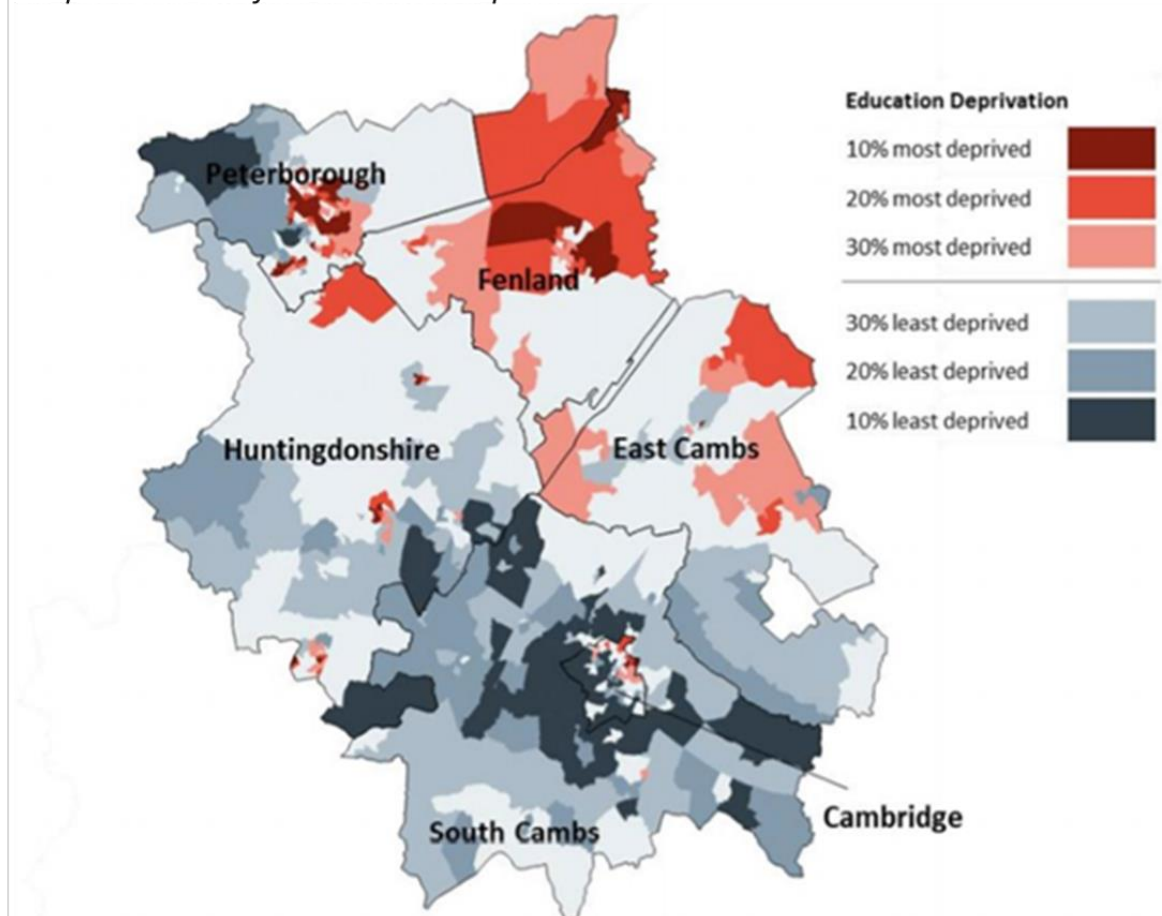 Education Deprivation
10% most deprived
20% most deprived
30% most deprived
30% least deprived
20% least deprived
10% least deprived
Peterborough
Fenland
Huntingdonshire
East Cambs
South Cambs
Cambridge